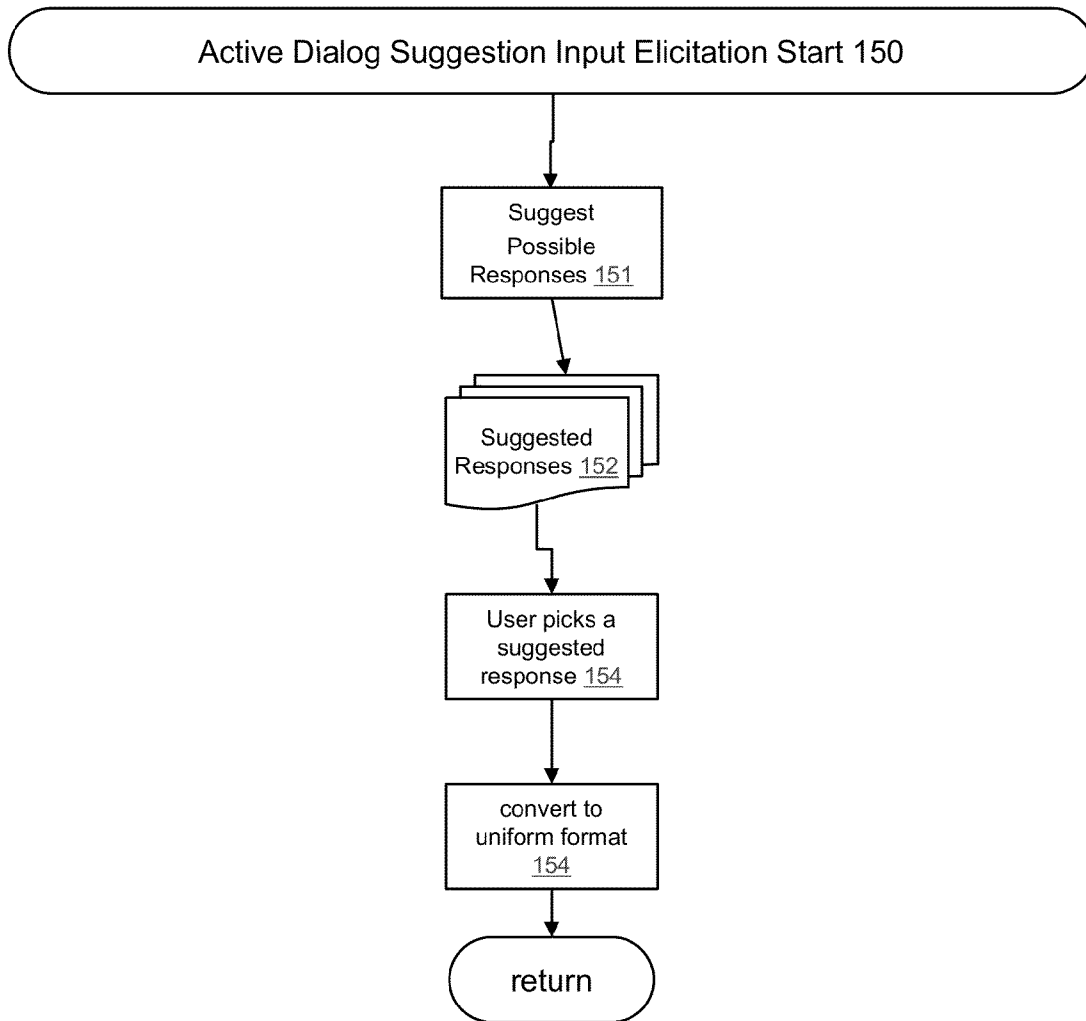 Active Dialog Suggestion Input Elicitation Start 150
Suggest
Possible
Responses 151
Suggested
Responses 152
User picks a
suggested
response 154
convert to
uniform format
154
return